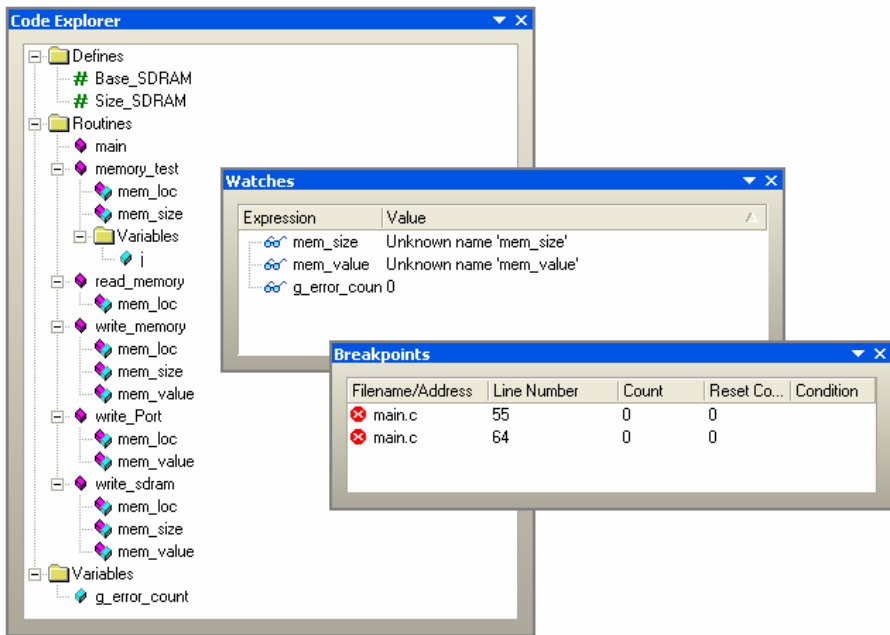 Code Explorer
Defines
# Base_SDRAM
# Size_SDRAM
Routines
main
memory_test
mem_loc
mem_size
Variables
j
read_memory
mem_loc
write_memory
mem_loc
mem_size
mem_value
write_Port
mem_loc
mem_value
write_sdram
mem_loc
mem_size
mem_value
Variables
g_error_count
Watches
Expression Value
mem_size Unknown name 'mem_size'
mem_value Unknown name 'mem_value'
g_error_coun 0
Breakpoints
Filename/Address Line Number Count Reset Co... Condition
main.c 55 0 0
main.c 64 0 0